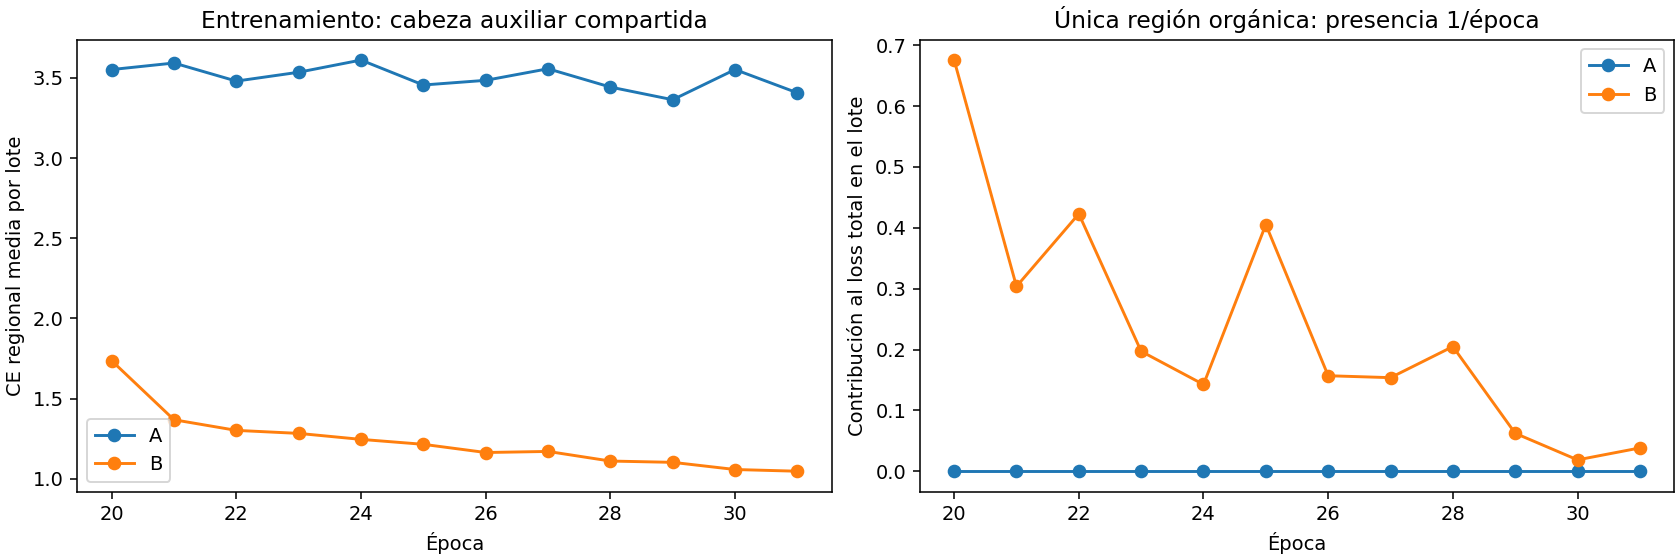 Entrenamiento: cabeza auxiliar compartida
CE regional media por lote
3.5
3.0
2.5
2.0
1.5
1.0
A
B
20
22
24
26
28
30
Época
Única región orgánica: presencia 1/época
Contribución al loss total en el lote
0.7
0.6
0.5
0.4
0.3
0.2
0.1
0.0
A
B
20
22
24
26
28
30
Época